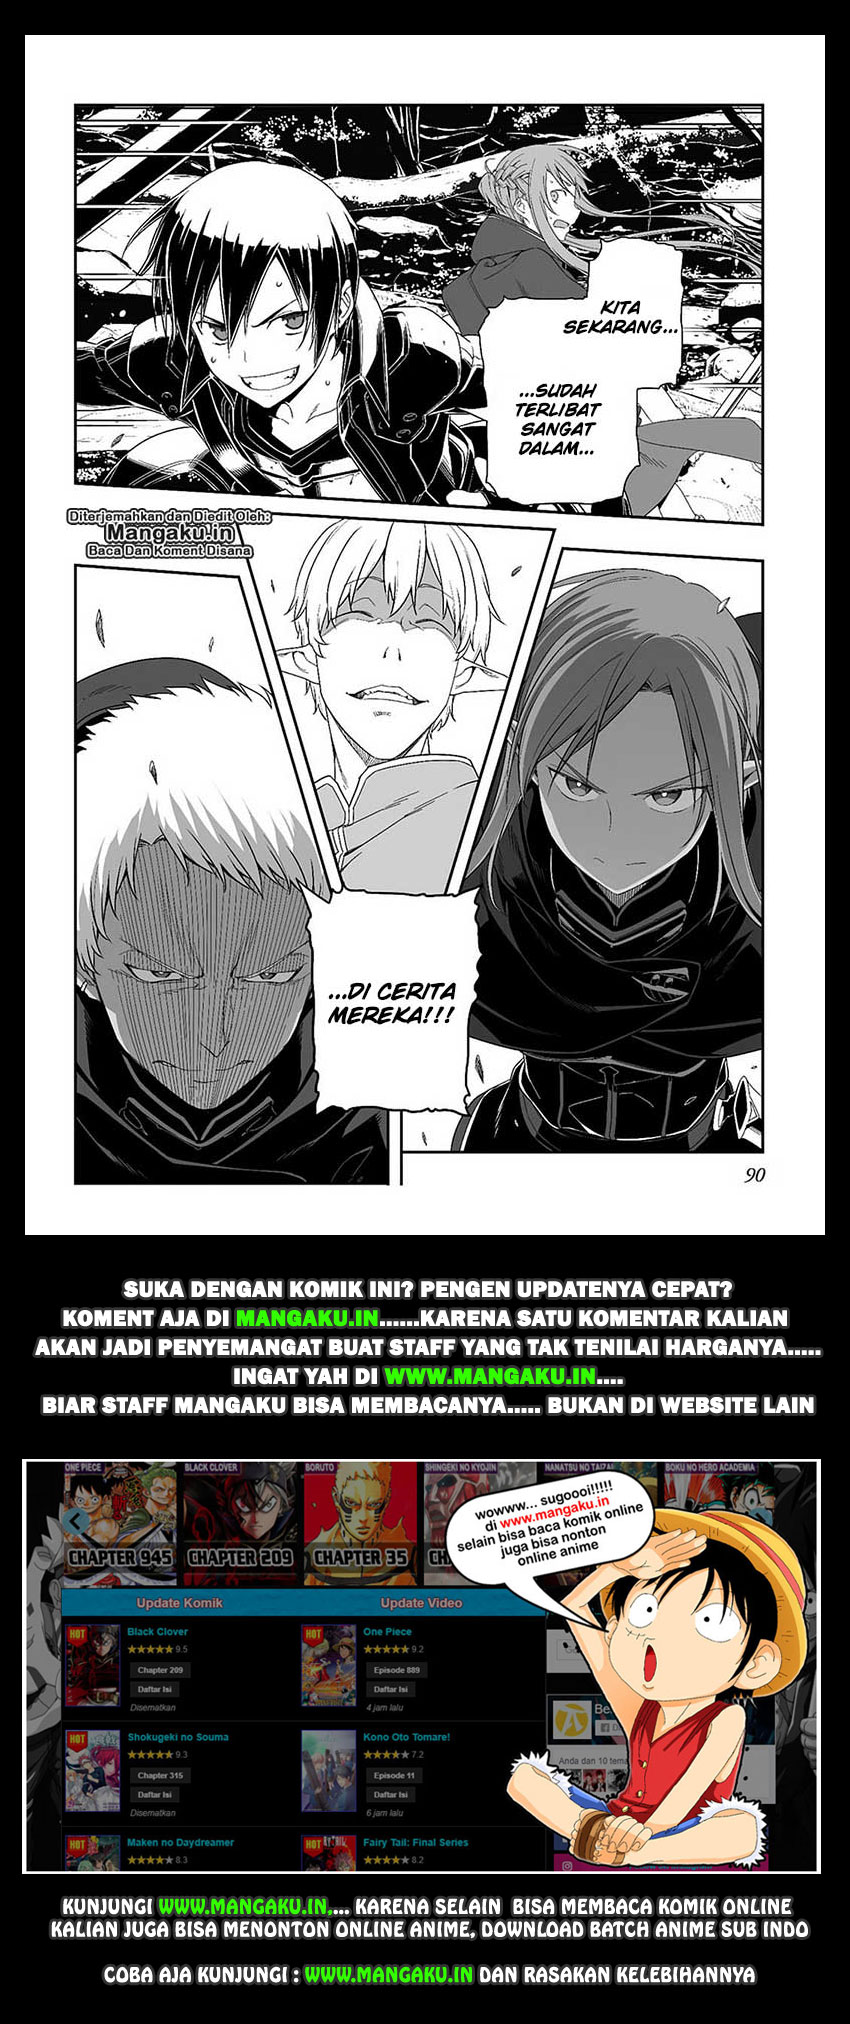 KITA
SEKARANG...
...SUDAH
TERLIBAT
SANGAT
DALAM...
Diterjemahkan dan Diedit Oleh:
Mangaku.in
Baca Dan Koment Disana
...DI CERITA
MEREKA!!!
90
SUKA DENGAN KOMIK INI? PENGEN UPDATENYA CEPAT?
KOMENT AJA DI MANGAKU.IN......KARENA SATU KOMENTAR KALIAN
AKAN JADI PENYEMANGAT BUAT STAFF YANG TAK TENILAI HARGANYA.....
INGAT YAH DI WWW.MANGAKU.IN....
BIAR STAFF MANGAKU BISA MEMBACANYA..... BUKAN DI WEBSITE LAIN
ONE PIECE
BLACK CLOVER
BORUTO
SHINGEKI NO KYOJIN
NANATSU NO TAIZAI
BOKU NO HERO ACADEMIA
CHAPTER 945
CHAPTER 209
CHAPTER 35
wowww... sugoooi!!!!!
di www.mangaku.in
selain bisa baca komik online
juga bisa nonton
online anime
Update Komik
Update Video
HOT
Black Clover
9.5
Chapter 209
Daftar Isi
Disematkan
HOT
One Piece
9.2
Episode 889
Daftar Isi
4 jam lalu
HOT
Shokugeki no Souma
9.3
Chapter 315
Daftar Isi
Disematkan
Kono Oto Tomare!
7.2
Episode 11
Daftar Isi
6 jam lalu
HOT
Maken no Daydreamer
8.3
HOT
Fairy Tail: Final Series
8.2
Anda dan 10 tema
KUNJUNGI WWW.MANGAKU.IN,... KARENA SELAIN BISA MEMBACA KOMIK ONLINE
KALIAN JUGA BISA MENONTON ONLINE ANIME, DOWNLOAD BATCH ANIME SUB INDO
COBA AJA KUNJUNGI : WWW.MANGAKU.IN DAN RASAKAN KELEBIHANNYA